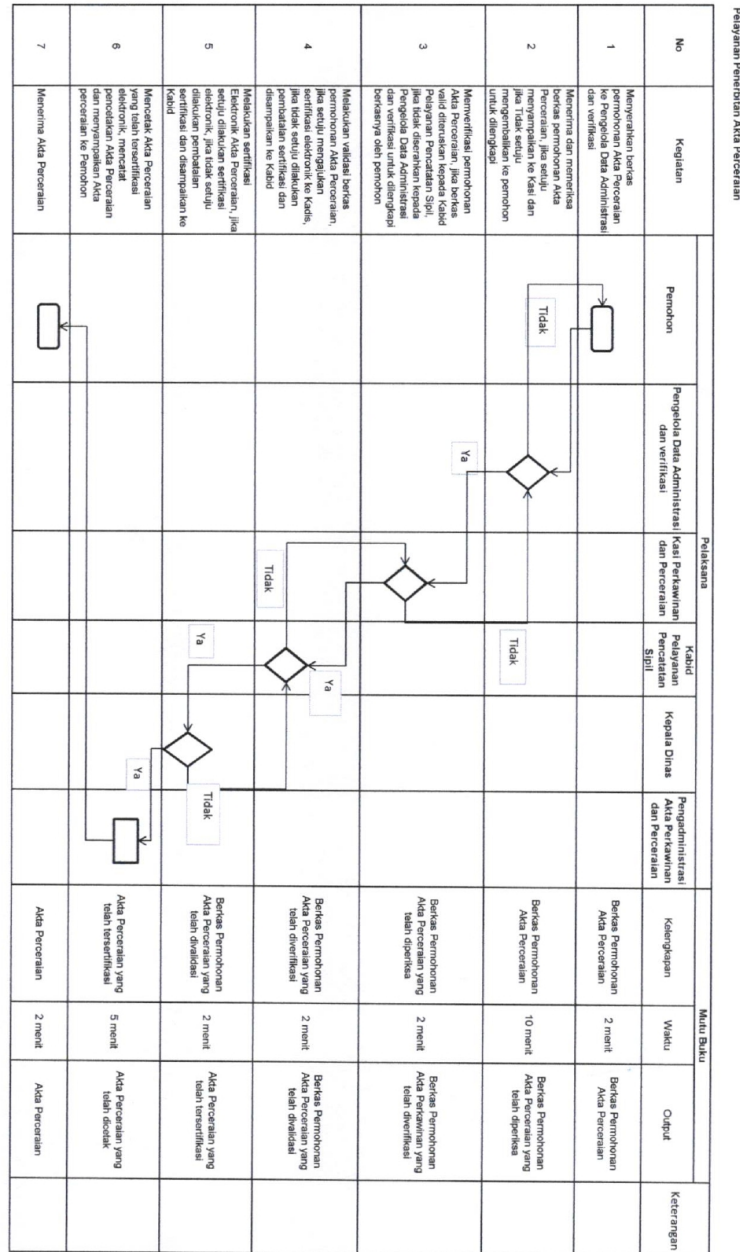 Pelayanan Penerbitan Akta Perceraian
No
Kegiatan
Pelaksana
Mutu Buku
Keterangan
Pemohon
Pengelola Data Administrasi
dan verifikasi
Kasi Perkawinan
dan Perceraian
Kabid
Pelayanan
Pencatatan
Sipil
Kepala Dinas
Pengadministrasi
Akta Perkawinan
dan Perceraian
Kelengkapan
Waktu
Output
1
Menyerahkan berkas
permohonan Akta Perceraian
ke Pengelola Data Administrasi
dan verifikasi
Berkas Permohonan
Akta Perceraian
2 menit
Berkas Permohonan
Akta Perceraian
2
Menerima dan memeriksa
berkas permohonan Akta
Perceraian, jika setuju
menyampaikan ke Kasi dan
jika Tidak setuju
mengembalikan ke pemohon
untuk dilengkapi
Tidak
Ya
Tidak
Berkas Permohonan
Akta Perceraian
10 menit
Berkas Permohonan
Akta Perceraian yang
telah diperiksa
3
Memverifikasi permohonan
Akta Perceraian, jika berkas
valid diteruskan kepada Kabid
Pelayanan Pencatatan Sipil,
jika tidak diserahkan kepada
Pengelola Data Administrasi
dan verifikasi untuk dilengkapi
berkasnya oleh pemohon
Berkas Permohonan
Akta Perceraian yang
telah diperiksa
2 menit
Berkas Permohonan
Akta Perkawinan yang
telah diverifikasi
4
Melakukan validasi berkas
permohonan Akta Perceraian,
jika setuju mengajukan
sertifikasi elektronik ke Kadis,
jika tidak setuju dilakukan
pembatalan sertifikasi dan
disampaikan ke Kabid
Tidak
Ya
Berkas Permohonan
Akta Perceraian yang
telah diverifikasi
2 menit
Berkas Permohonan
Akta Perceraian yang
telah divalidasi
5
Melakukan sertifikasi
Elektronik Akta Perceraian, jika
setuju dilakukan sertifikasi
elektronik, jika tidak setuju
dilakukan pembatalan
sertifikasi dan disampaikan ke
Kabid
Ya
Tidak
Berkas Permohonan
Akta Perceraian yang
telah divalidasi
2 menit
Akta Perceraian yang
telah tersertifikasi
6
Mencetak Akta Perceraian
yang telah tersertifikasi
elektronik, mencatat
pencetakan Akta Perceraian
dan menyampaikan Akta
perceraian ke Pemohon
Ya
Akta Perceraian yang
telah tersertifikasi
5 menit
Akta Perceraian yang
telah dicetak
7
Menerima Akta Perceraian
Akta Perceraian
2 menit
Akta Perceraian